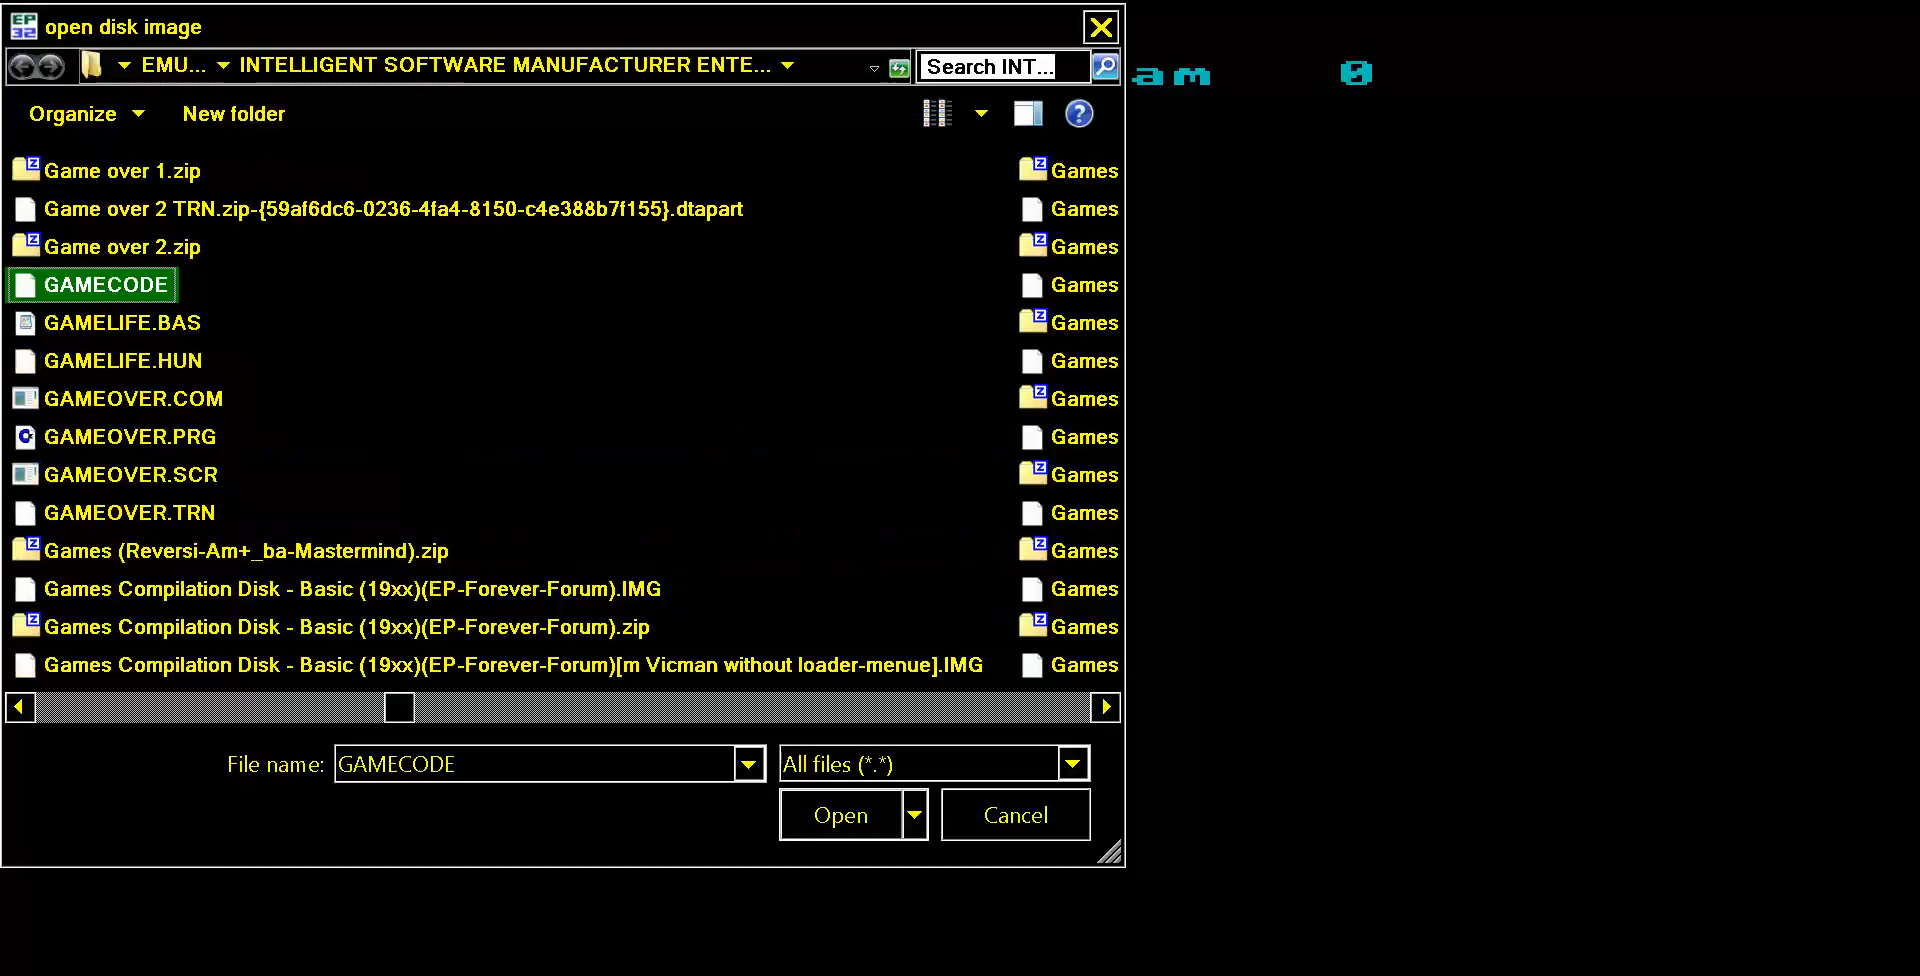 open disk image
EMU... INTELLIGENT SOFTWARE MANUFACTURER ENTE... Search INT...
am 0
Organize New folder
Game over 1.zip Games
Game over 2 TRN.zip-{59af6dc6-0236-4fa4-8150-c4e388b7f155}.dtapart Games
Game over 2.zip Games
GAMECODE Games
GAMELIFE.BAS Games
GAMELIFE.HUN Games
GAMEOVER.COM Games
GAMEOVER.PRG Games
GAMEOVER.SCR Games
GAMEOVER.TRN Games
Games (Reversi-Am+_ba-Mastermind).zip Games
Games Compilation Disk - Basic (19xx)(EP-Forever-Forum).IMG Games
Games Compilation Disk - Basic (19xx)(EP-Forever-Forum).zip Games
Games Compilation Disk - Basic (19xx)(EP-Forever-Forum)[m Vicman without loader-menue].IMG Games
File name: GAMECODE All files (*.*)
Open Cancel